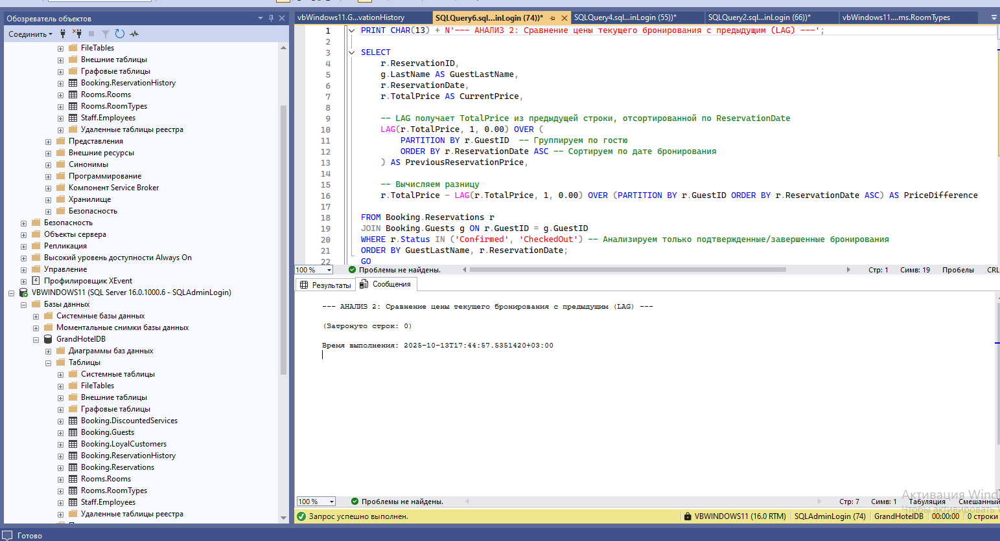 Обозреватель объектов
Соединить
FileTables
Внешние таблицы
Графовые таблицы
Booking.ReservationHistory
Rooms.Rooms
Rooms.RoomTypes
Staff.Employees
Удаленные таблицы реестра
Представления
Внешние ресурсы
Синонимы
Программирование
Компонент Service Broker
Хранилище
Безопасность
Безопасность
Объекты сервера
Репликация
Высокий уровень доступности Always On
Управление
Профилировщик XEvent
VBWINDOWS11 (SQL Server 16.0.1000.6 - SQLAdminLogin)
Базы данных
Системные базы данных
Моментальные снимки базы данных
GrandHotelDB
Диаграммы баз данных
Таблицы
Системные таблицы
FileTables
Внешние таблицы
Графовые таблицы
Booking.DiscountedServices
Booking.Guests
Booking.LoyalCustomers
Booking.ReservationHistory
Booking.Reservations
Rooms.Rooms
Rooms.RoomTypes
Staff.Employees
Удаленные таблицы реестра
vbWindows11.G...vationHistory
SQLQuery6.sql...inLogin (74))*
SQLQuery4.sql...inLogin (55))*
SQLQuery2.sql...inLogin (66))*
vbWindows11....ms.RoomTypes
1 PRINT CHAR(13) + N'--- АНАЛИЗ 2: Сравнение цены текущего бронирования с предыдущим (LAG) ---';
2
3 SELECT
4 r.ReservationID,
5 g.LastName AS GuestLastName,
6 r.ReservationDate,
7 r.TotalPrice AS CurrentPrice,
8
9 -- LAG получает TotalPrice из предыдущей строки, отсортированной по ReservationDate
10 LAG(r.TotalPrice, 1, 0.00) OVER (
11 PARTITION BY r.GuestID -- Группируем по гостю
12 ORDER BY r.ReservationDate ASC -- Сортируем по дате бронирования
13 ) AS PreviousReservationPrice,
14
15 -- Вычисляем разницу
16 r.TotalPrice - LAG(r.TotalPrice, 1, 0.00) OVER (PARTITION BY r.GuestID ORDER BY r.ReservationDate ASC) AS PriceDifference
17
18 FROM Booking.Reservations r
19 JOIN Booking.Guests g ON r.GuestID = g.GuestID
20 WHERE r.Status IN ('Confirmed', 'CheckedOut') -- Анализируем только подтвержденные/завершенные бронирования
21 ORDER BY GuestLastName, r.ReservationDate;
22 GO
100 % Проблемы не найдены. Стр: 1 Симв: 19 Пробелы CRL
Результаты Сообщения
--- АНАЛИЗ 2: Сравнение цены текущего бронирования с предыдущим (LAG) ---
(Затронуто строк: 0)
Время выполнения: 2025-10-13T17:44:57.5351420+03:00
Активация Wind
Чтобы активировать
100 % Проблемы не найдены. Стр: 7 Симв: 1 Табуляция Смешанный
Запрос успешно выполнен. VBWINDOWS11 (16.0 RTM) SQLAdminLogin (74) GrandHotelDB 00:00:00 0 строки
Готово